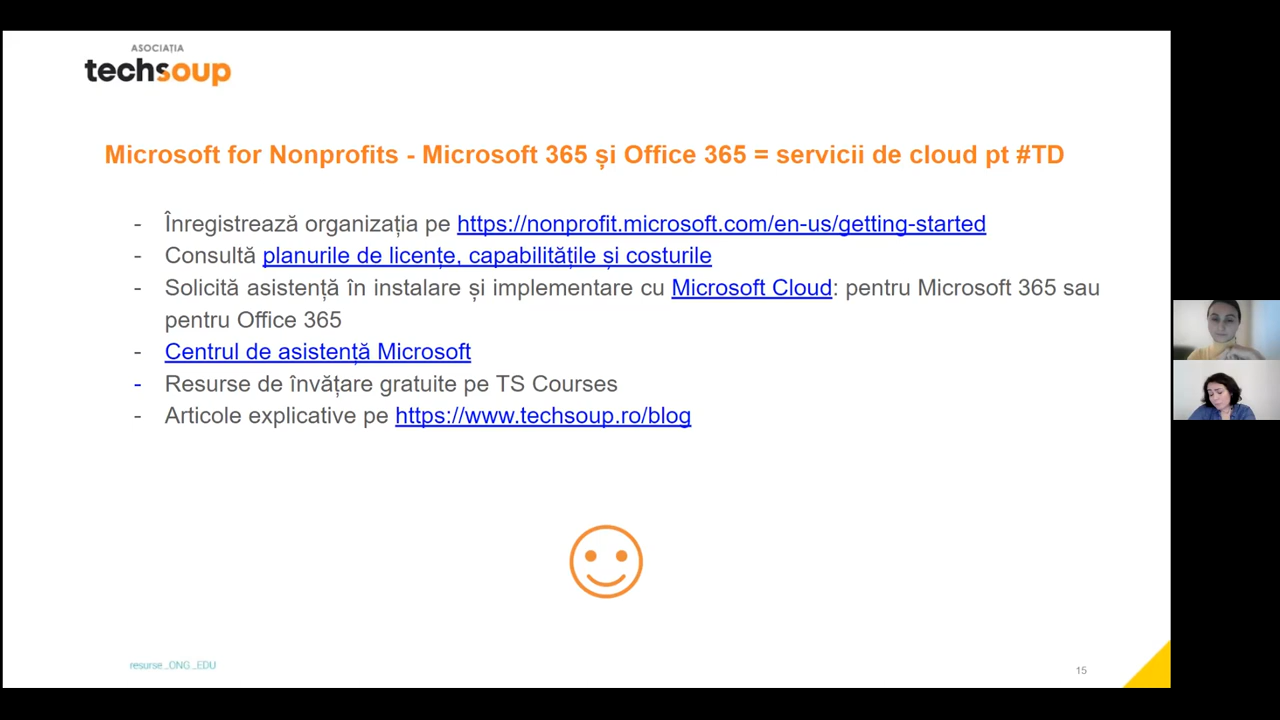 ASOCIAȚIA
techsoup
Microsoft for Nonprofits - Microsoft 365 și Office 365 = servicii de cloud pt #TD
- Înregistrează organizația pe https://nonprofit.microsoft.com/en-us/getting-started
- Consultă planurile de licențe, capabilitățile și costurile
- Solicită asistență în instalare și implementare cu Microsoft Cloud: pentru Microsoft 365 sau
pentru Office 365
- Centrul de asistență Microsoft
- Resurse de învățare gratuite pe TS Courses
- Articole explicative pe https://www.techsoup.ro/blog
resurse_ONG_EDU
15